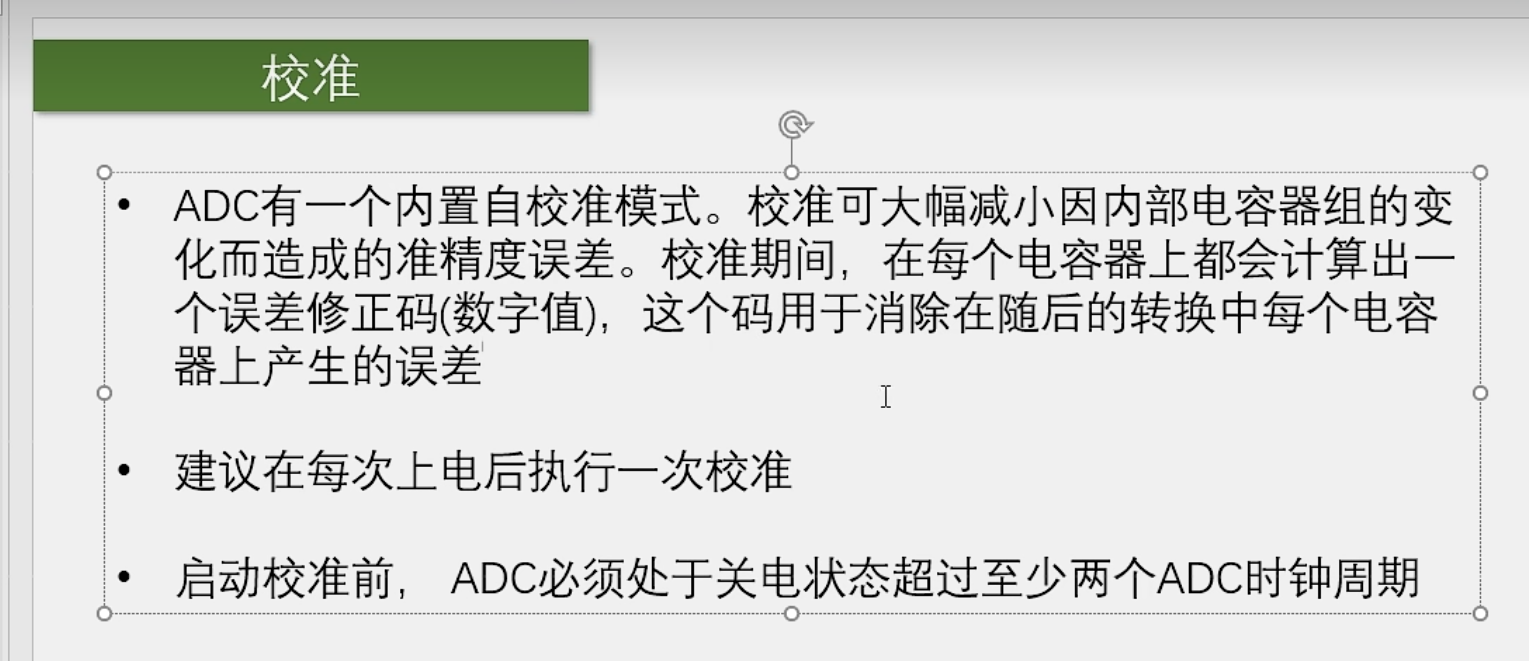 校准
• ADC有一个内置自校准模式。校准可大幅减小因内部电容器组的变
化而造成的准精度误差。校准期间，在每个电容器上都会计算出一
个误差修正码(数字值)，这个码用于消除在随后的转换中每个电容
器上产生的误差
• 建议在每次上电后执行一次校准
• 启动校准前， ADC必须处于关电状态超过至少两个ADC时钟周期